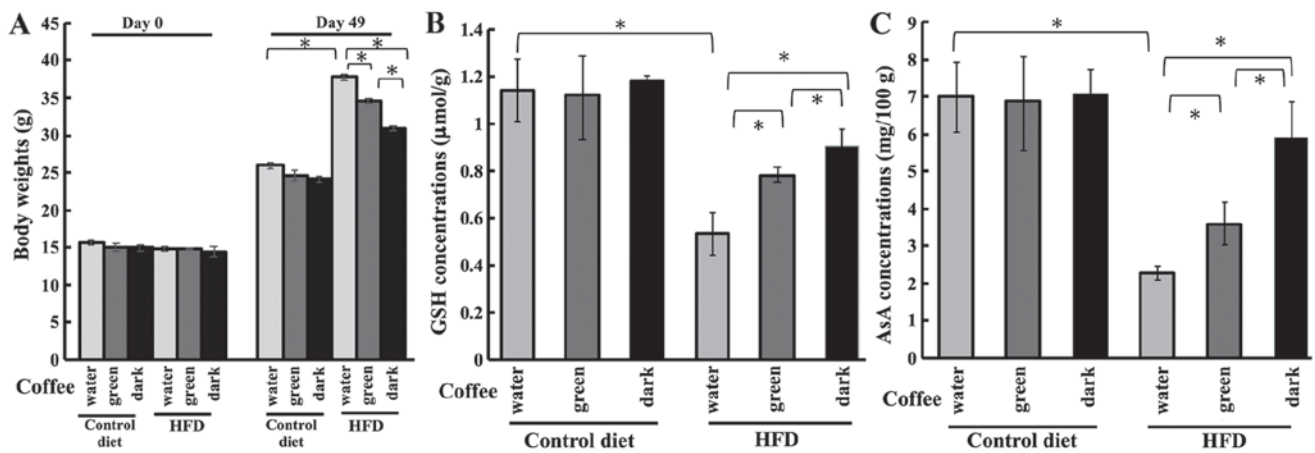 A
Body weights (g)
45
40
35
30
25
20
15
10
5
0
Day 0
Day 49
* * * *
Coffee
water green dark water green dark water green dark water green dark
Control diet HFD Control diet HFD
B
GSH concentrations (μmol/g)
1.4
1.2
1
0.8
0.6
0.4
0.2
0
* * * *
Coffee
water green dark water green dark
Control diet HFD
C
AsA concentrations (mg/100 g)
9
8
7
6
5
4
3
2
1
0
* * * *
Coffee
water green dark water green dark
Control diet HFD